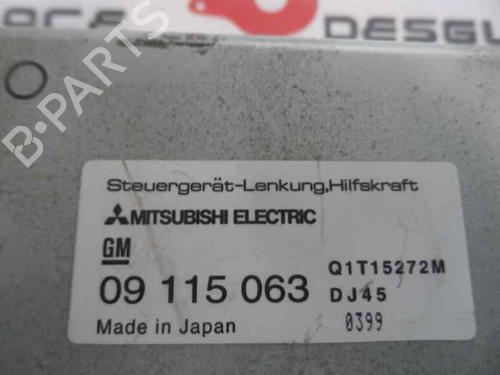 DESGU
B-PARTS
Steuergerät-Lenkung,Hilfskraft
MITSUBISHI ELECTRIC
GM
09 115 063
Q1T15272M
DJ45
Made in Japan
0399